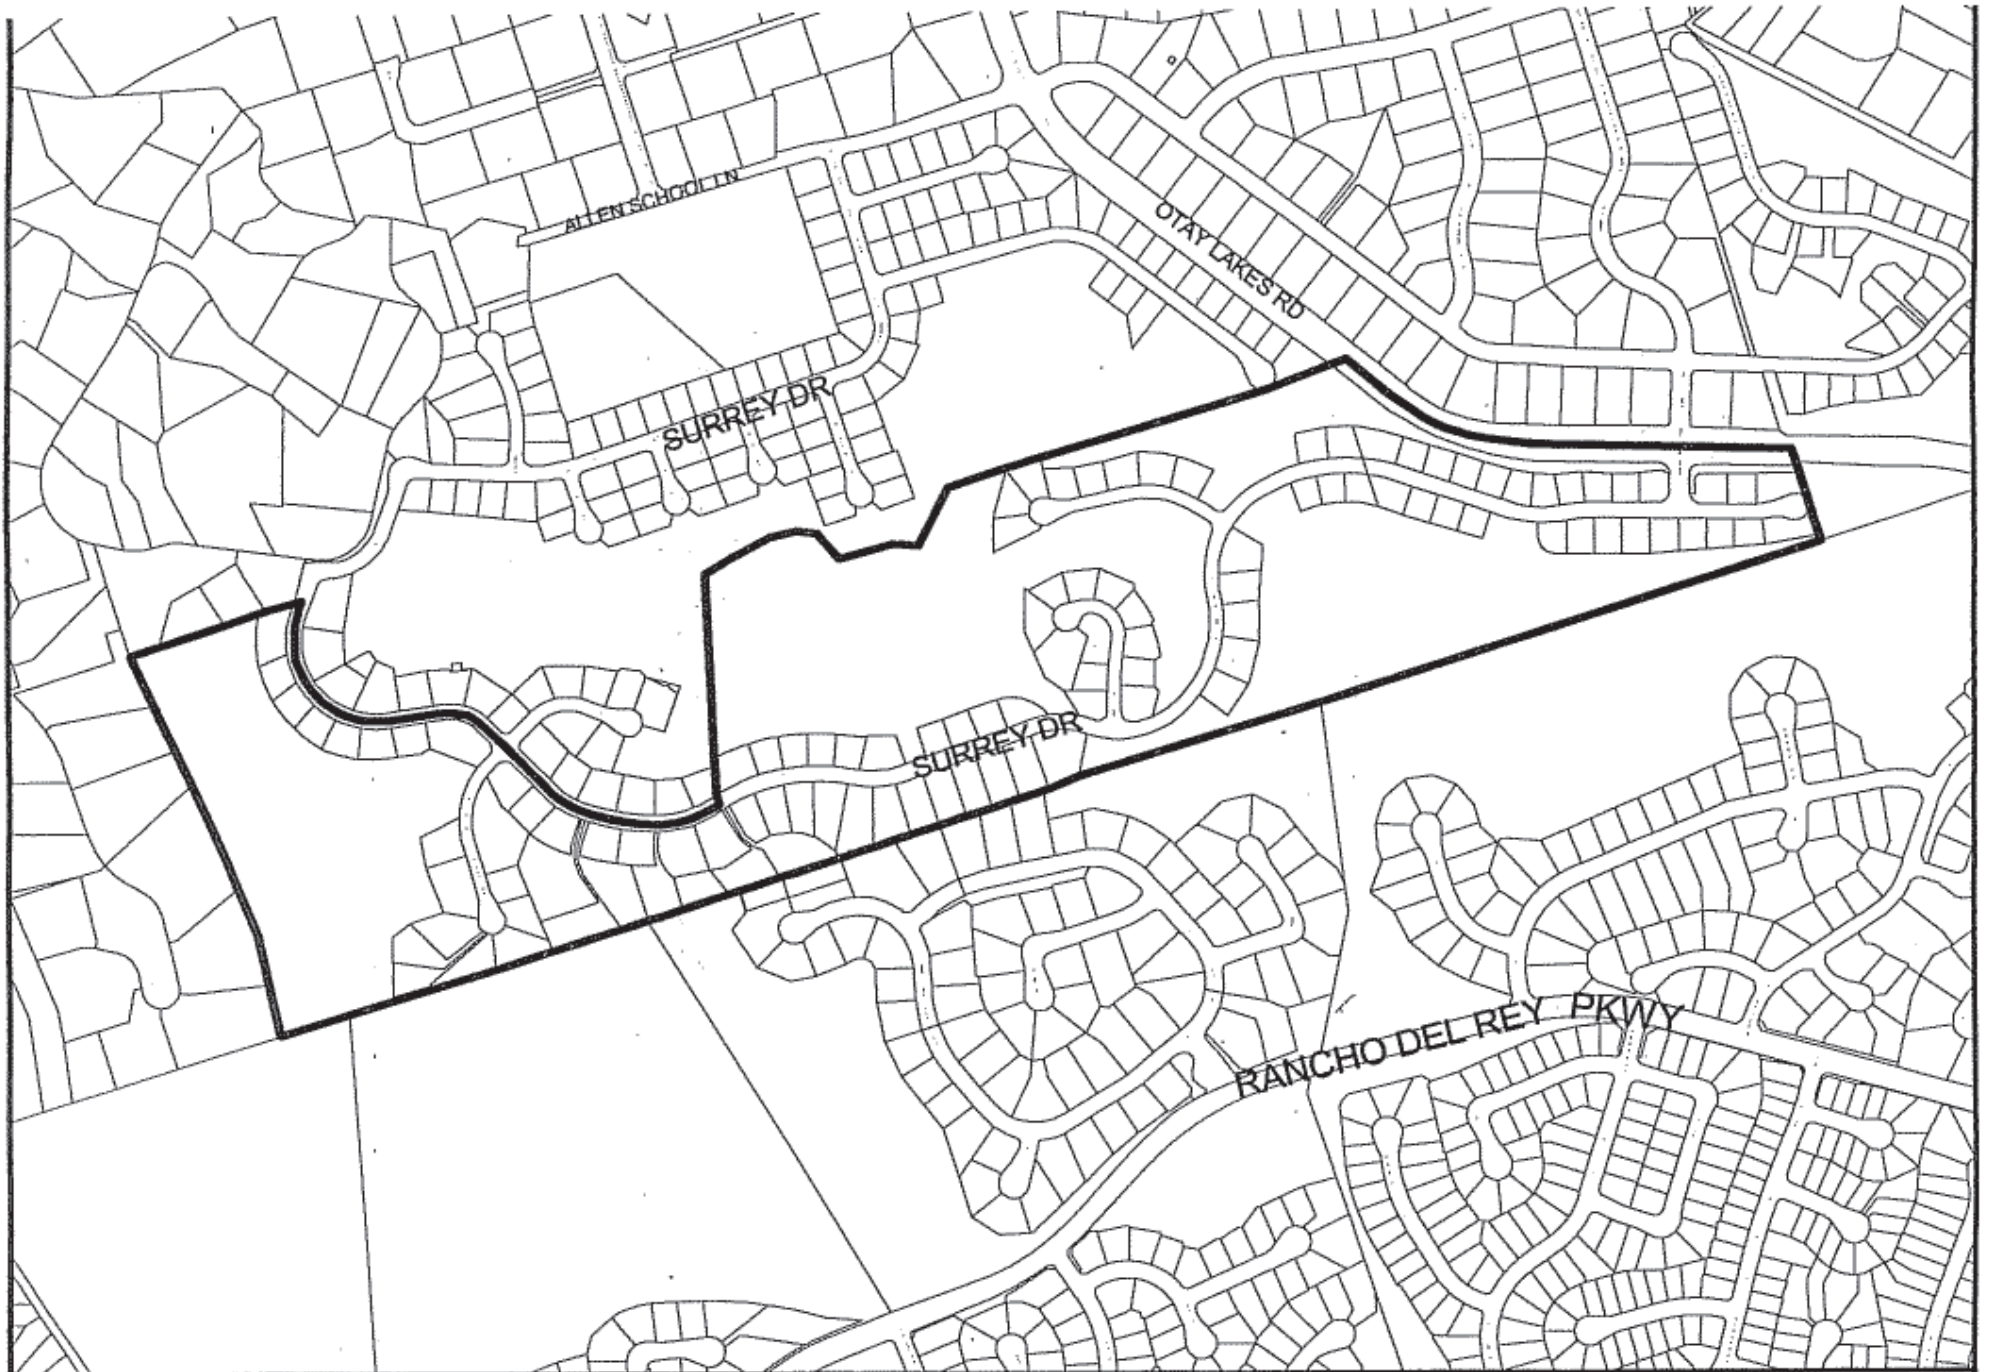 ALLEN SCHOOL LN
OTAY LAKES RD
SURREY DR
SURREY DR
RANCHO DEL REY PKWY